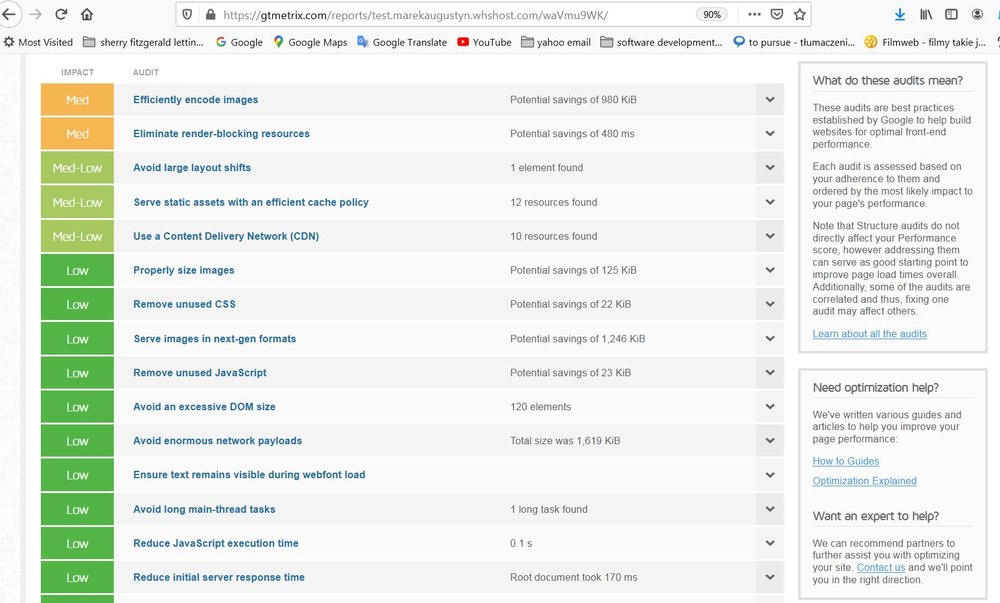 https://gtmetrix.com/reports/test.marekaugustyn.whshost.com/waVmu9WK/
90%
Most Visited
sherry fitzgerald lettin...
Google
Google Maps
Google Translate
YouTube
yahoo email
software development...
to pursue - tłumaczeni...
Filmweb - filmy takie j...
IMPACT AUDIT
Med Efficiently encode images Potential savings of 980 KiB
Med Eliminate render-blocking resources Potential savings of 480 ms
Med-Low Avoid large layout shifts 1 element found
Med-Low Serve static assets with an efficient cache policy 12 resources found
Med-Low Use a Content Delivery Network (CDN) 10 resources found
Low Properly size images Potential savings of 125 KiB
Low Remove unused CSS Potential savings of 22 KiB
Low Serve images in next-gen formats Potential savings of 1,246 KiB
Low Remove unused JavaScript Potential savings of 23 KiB
Low Avoid an excessive DOM size 120 elements
Low Avoid enormous network payloads Total size was 1,619 KiB
Low Ensure text remains visible during webfont load
Low Avoid long main-thread tasks 1 long task found
Low Reduce JavaScript execution time 0.1 s
Low Reduce initial server response time Root document took 170 ms
What do these audits mean?
These audits are best practices
established by Google to help build
websites for optimal front-end
performance.
Each audit is assessed based on
your adherence to them and
ordered by the most likely impact to
your page's performance.
Note that Structure audits do not
directly affect your Performance
score, however addressing them
can serve as good starting point to
improve page load times overall.
Additionally, some of the audits are
correlated and thus, fixing one
audit may affect others.
Learn about all the audits
Need optimization help?
We've written various guides and
articles to help you improve your
page performance:
How to Guides
Optimization Explained
Want an expert to help?
We can recommend partners to
further assist you with optimizing
your site. Contact us and we'll point
you in the right direction.